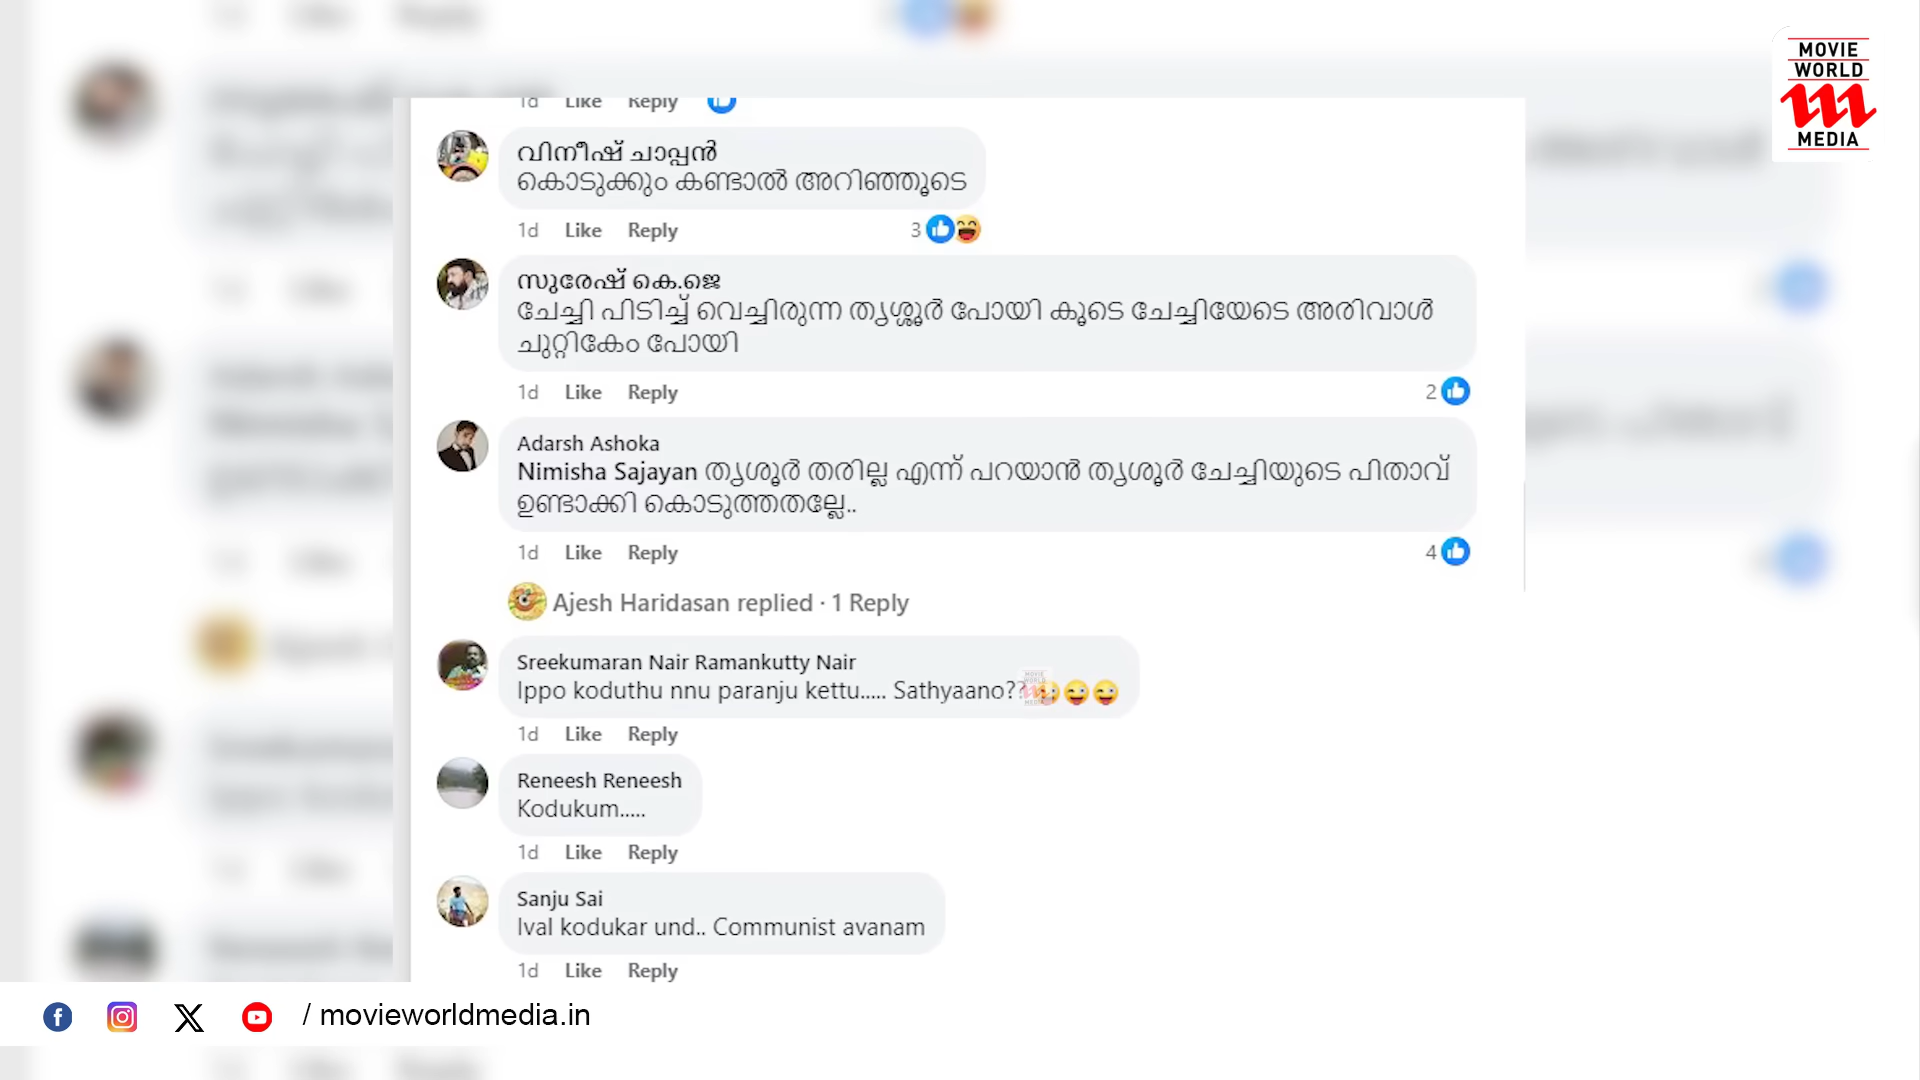 MOVIE
WORLD
MEDIA
1d Like Reply
വിനീഷ് ചാപ്പൻ
കൊടുക്കും കണ്ടാൽ അറിഞ്ഞൂടെ
1d Like Reply 3
സുരേഷ് കെ.ജെ
ചേച്ചി പിടിച്ച് വെച്ചിരുന്ന തൃശ്ശൂർ പോയി കൂടെ ചേച്ചിയേടെ അരിവാൾ
ചുറ്റികേം പോയി
1d Like Reply 2
Adarsh Ashoka
Nimisha Sajayan തൃശൂർ തരില്ല എന്ന് പറയാൻ തൃശൂർ ചേച്ചിയുടെ പിതാവ്
ഉണ്ടാക്കി കൊടുത്തതല്ലേ..
1d Like Reply 4
Ajesh Haridasan replied · 1 Reply
Sreekumaran Nair Ramankutty Nair
Ippo koduthu nnu paranju kettu..... Sathyaano??
1d Like Reply
Reneesh Reneesh
Kodukum.....
1d Like Reply
Sanju Sai
Ival kodukar und.. Communist avanam
1d Like Reply
/ movieworldmedia.in